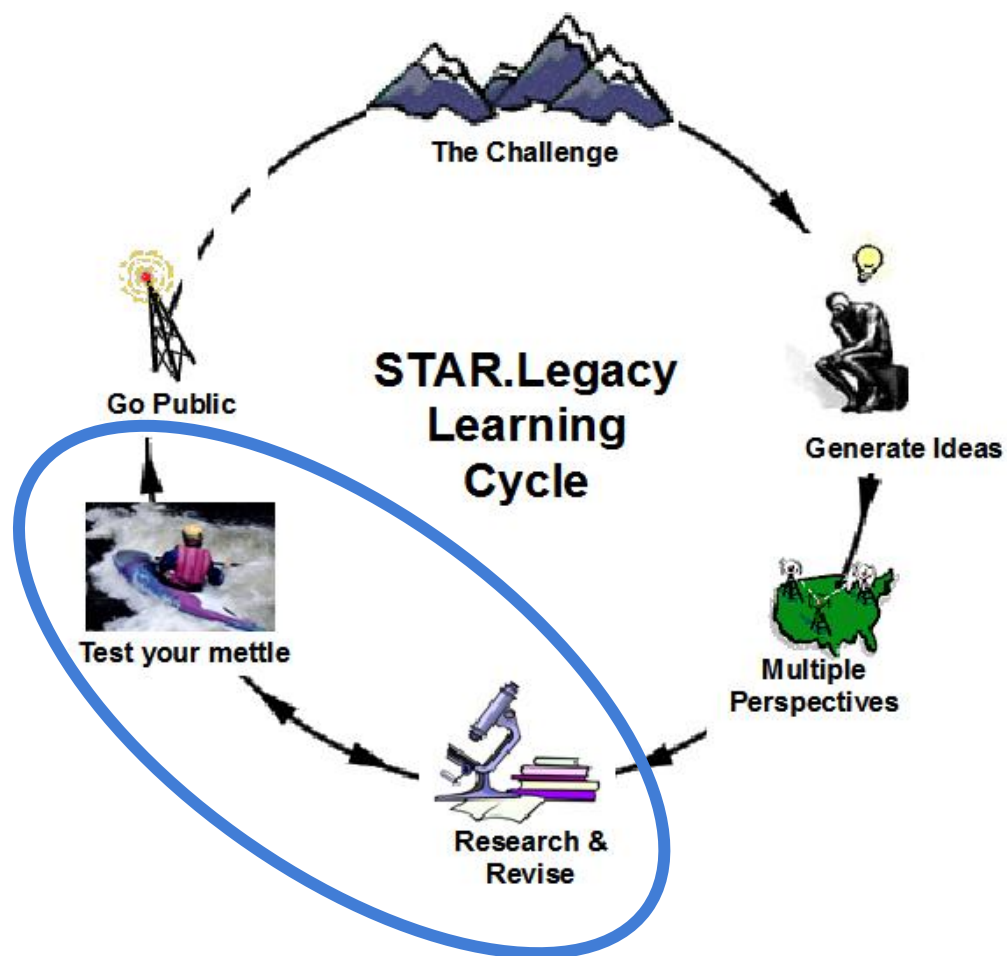 The Challenge
STAR.Legacy
Learning
Cycle
Generate Ideas
Multiple
Perspectives
Research &
Revise
Test your mettle
Go Public